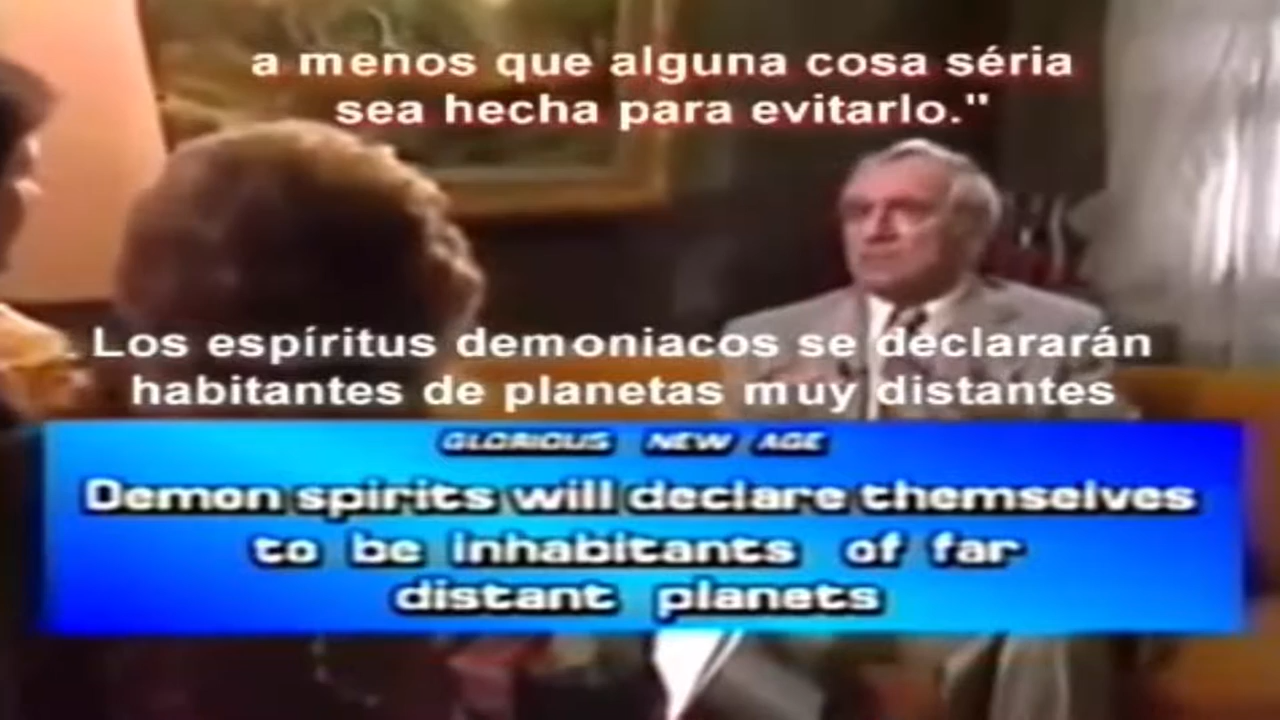 a menos que alguna cosa séria
sea hecha para evitarlo."
Los espíritus demoniacos se declararán
habitantes de planetas muy distantes
GLORIOUS NEW AGE
Demon spirits will declare themselves
to be inhabitants of far
distant planets